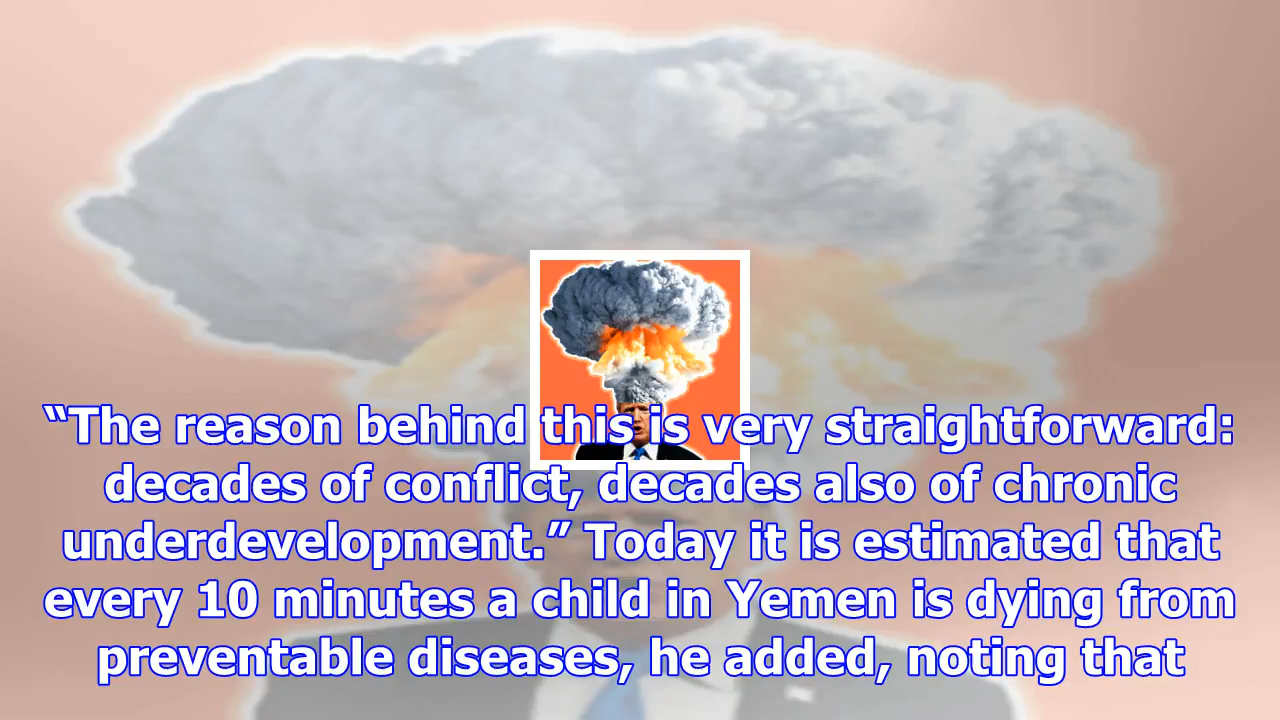 “The reason behind this is very straightforward:
decades of conflict, decades also of chronic
underdevelopment.” Today it is estimated that
every 10 minutes a child in Yemen is dying from
preventable diseases, he added, noting that